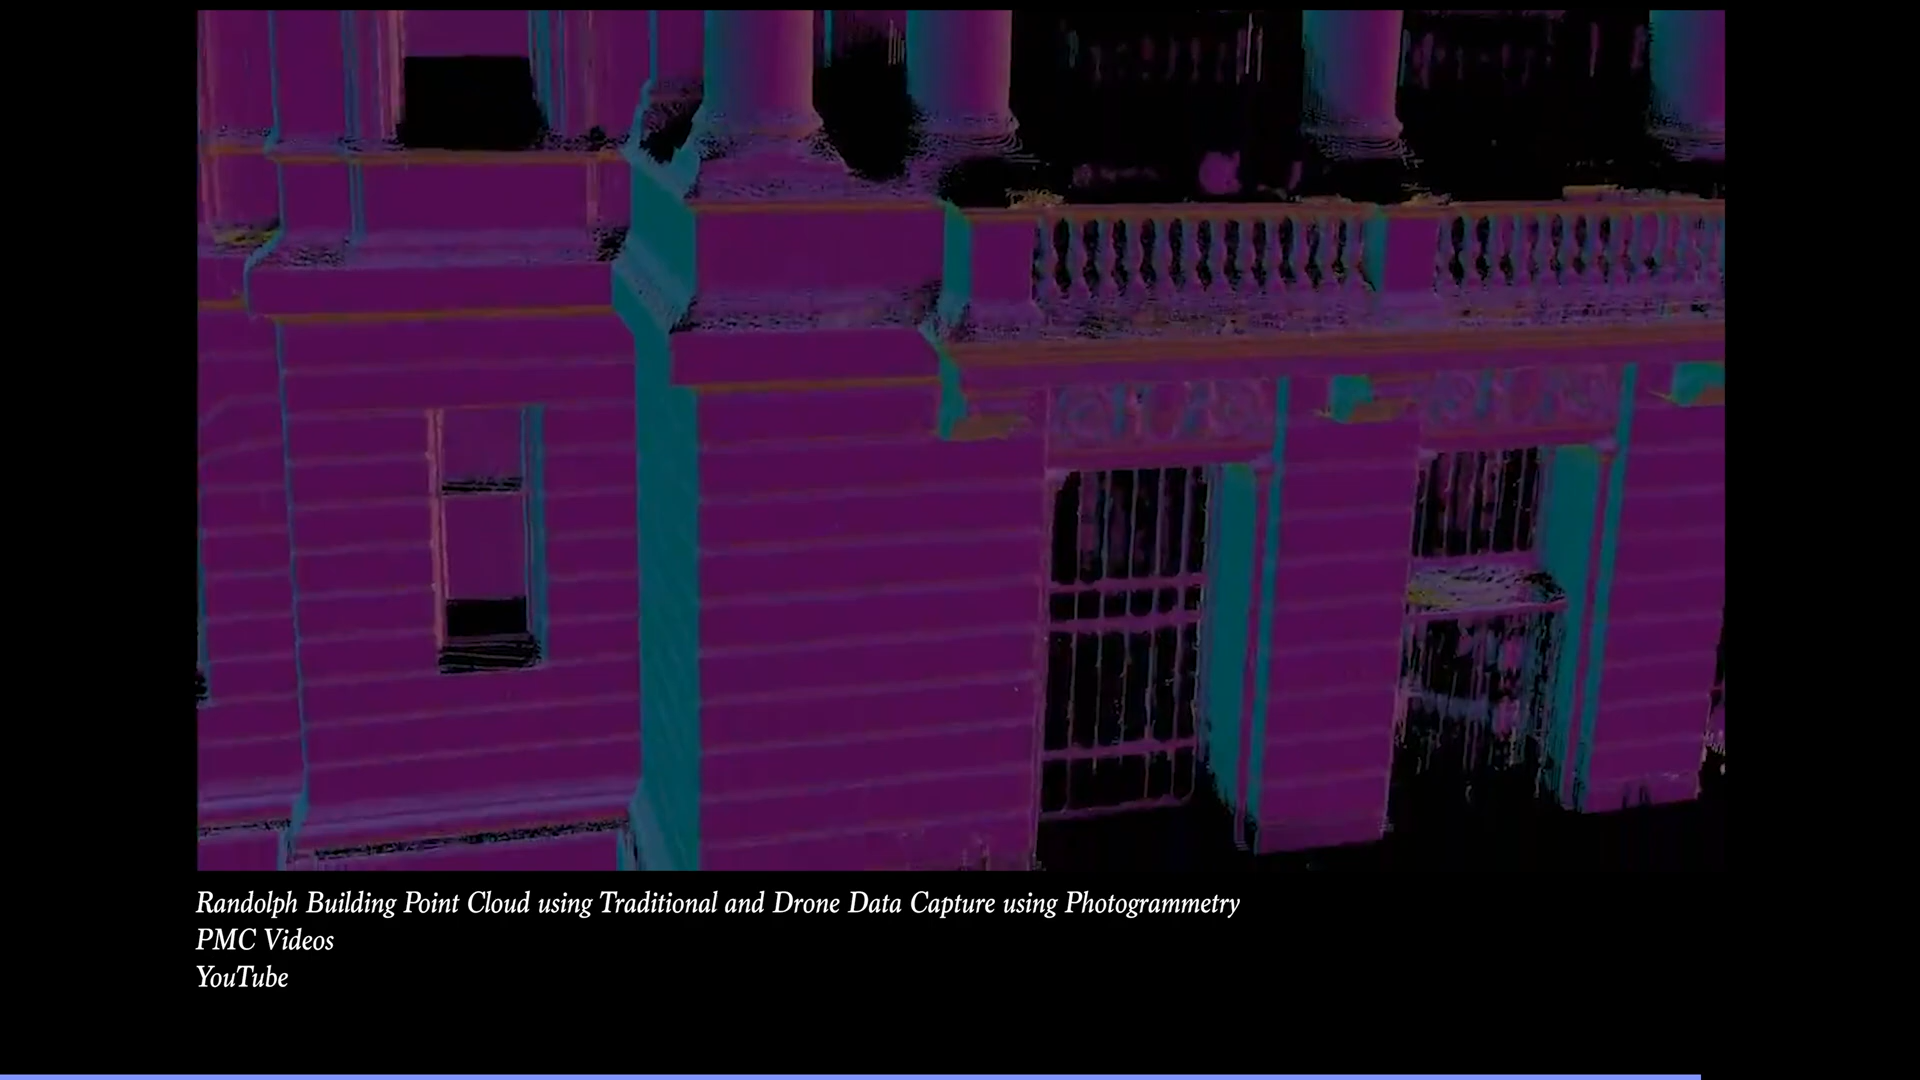 Randolph Building Point Cloud using Traditional and Drone Data Capture using Photogrammetry
PMC Videos
YouTube